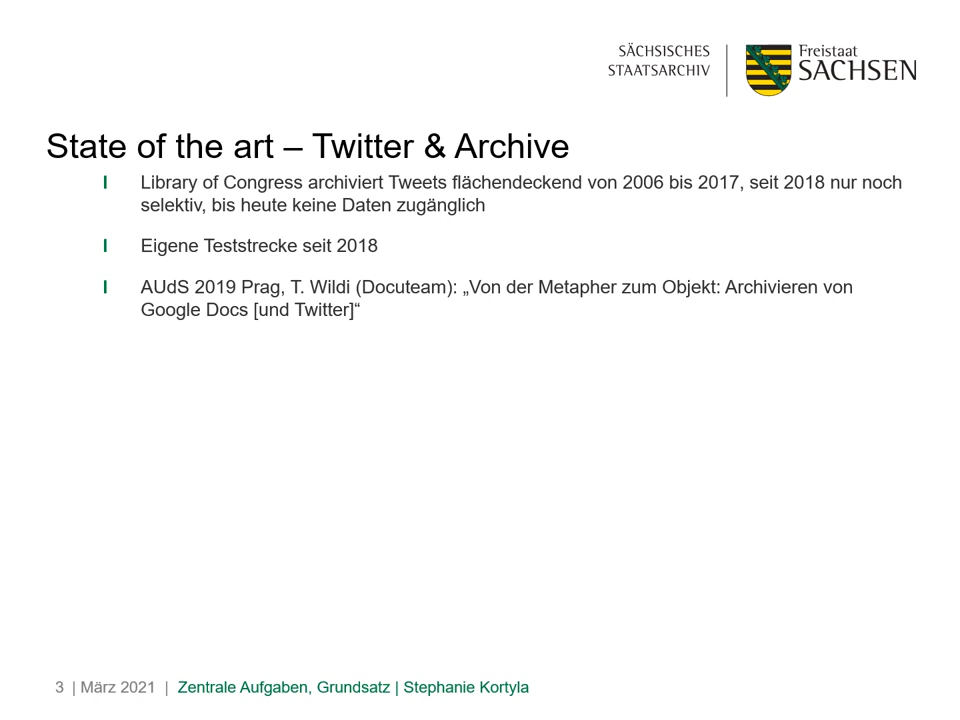 SÄCHSISCHES
STAATSARCHIV
Freistaat
SACHSEN
State of the art – Twitter & Archive
I Library of Congress archiviert Tweets flächendeckend von 2006 bis 2017, seit 2018 nur noch
selektiv, bis heute keine Daten zugänglich
I Eigene Teststrecke seit 2018
I AUdS 2019 Prag, T. Wildi (Docuteam): „Von der Metapher zum Objekt: Archivieren von
Google Docs [und Twitter]“
3 | März 2021 | Zentrale Aufgaben, Grundsatz | Stephanie Kortyla